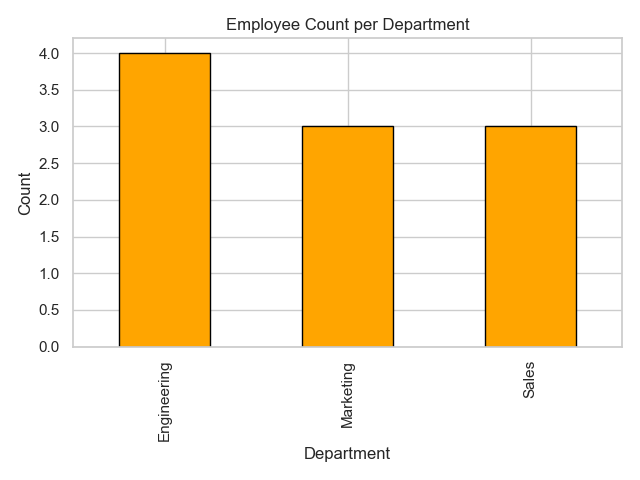 Employee Count per Department
4.0
3.5
3.0
2.5
2.0
1.5
1.0
0.5
0.0
Count
Engineering
Marketing
Sales
Department